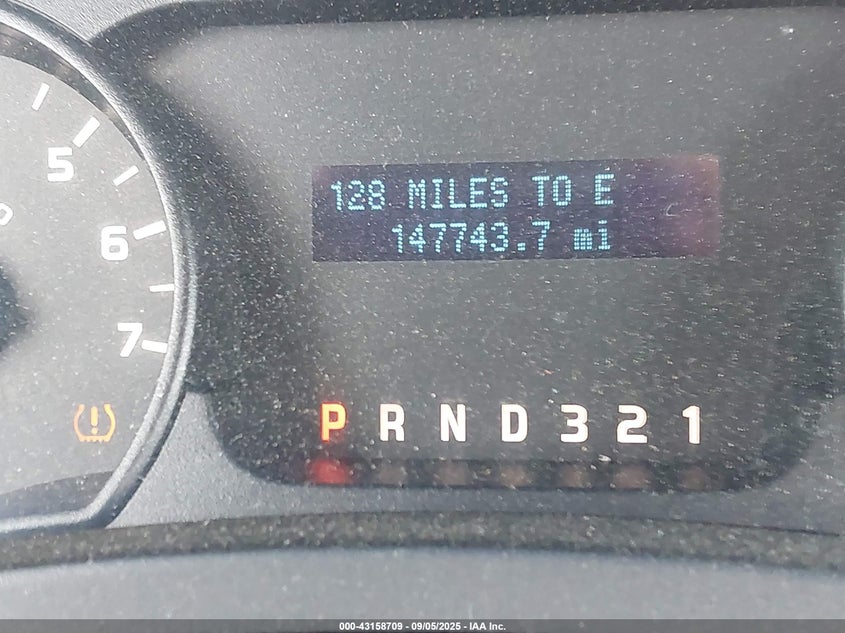 128 MILES TO E
147743.7 mi
5
6
7
P R N D 3 2 1
000-43158709 - 09/05/2025 - IAA Inc.